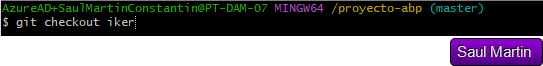 AzureAD+SaulMartinConstantin@PT-DAM-07 MINGW64 /proyecto-abp (master)
$ git checkout iker
Saul Martin